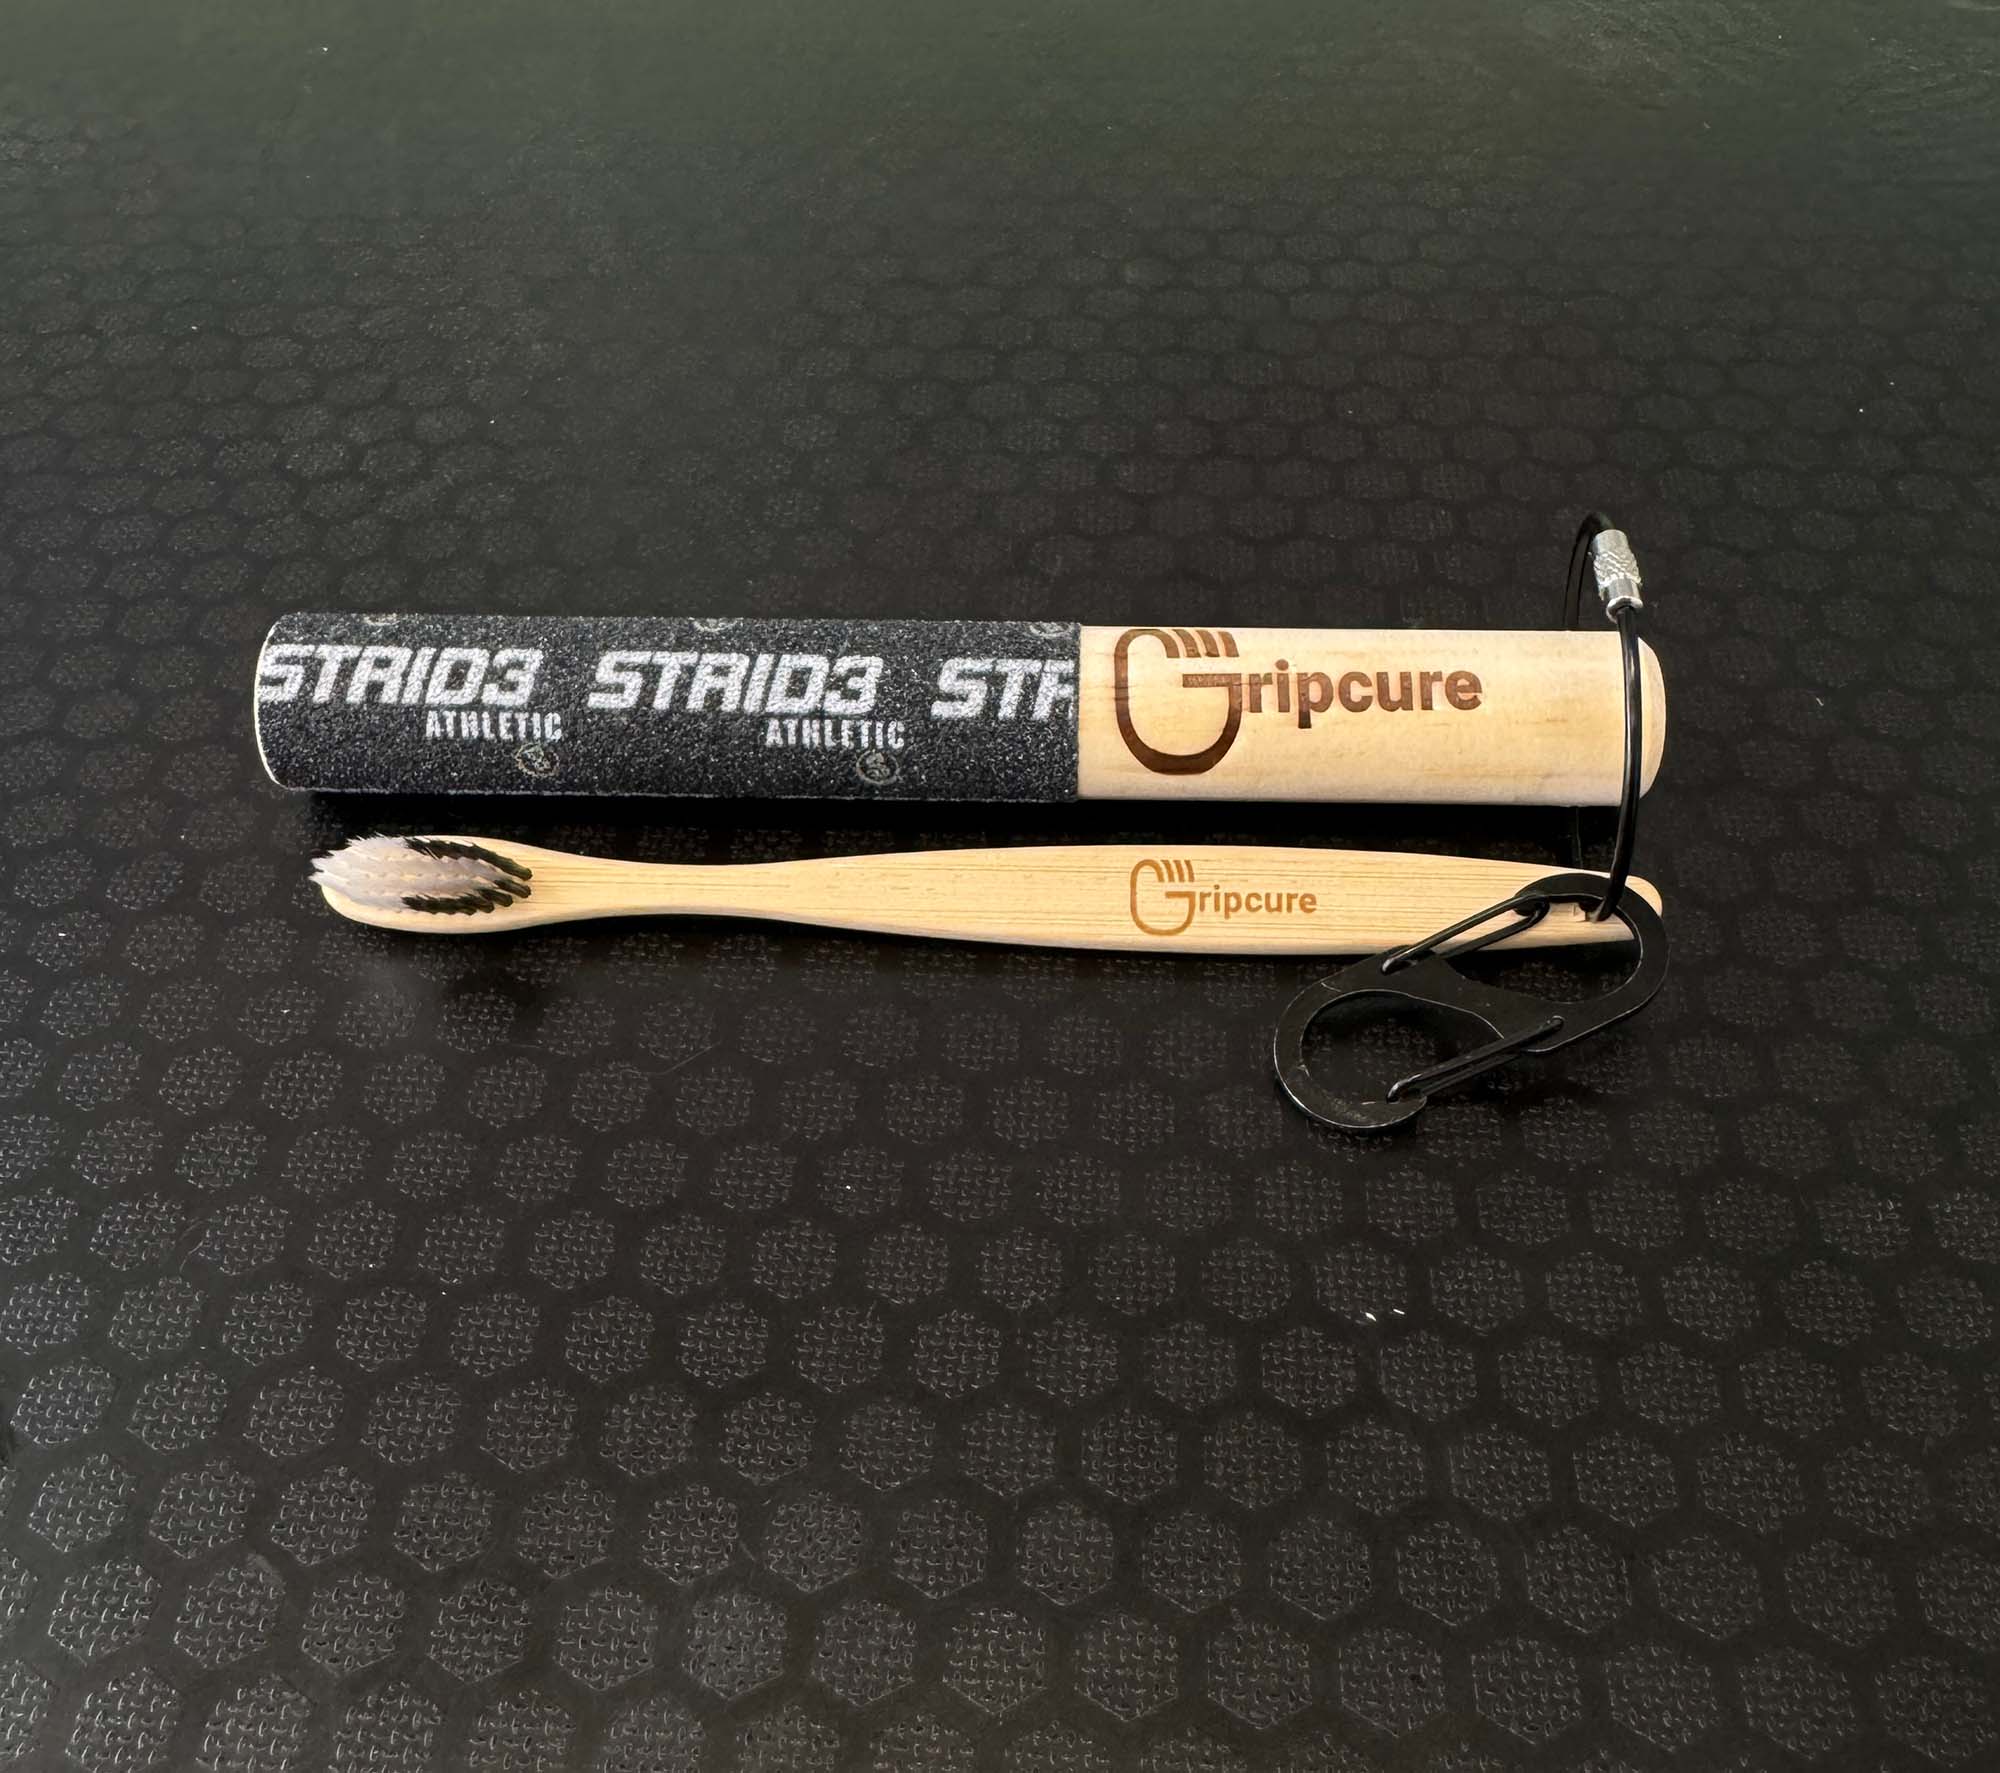 STRID3 STRID3 STR
ATHLETIC ATHLETIC
Gripcure
Gripcure